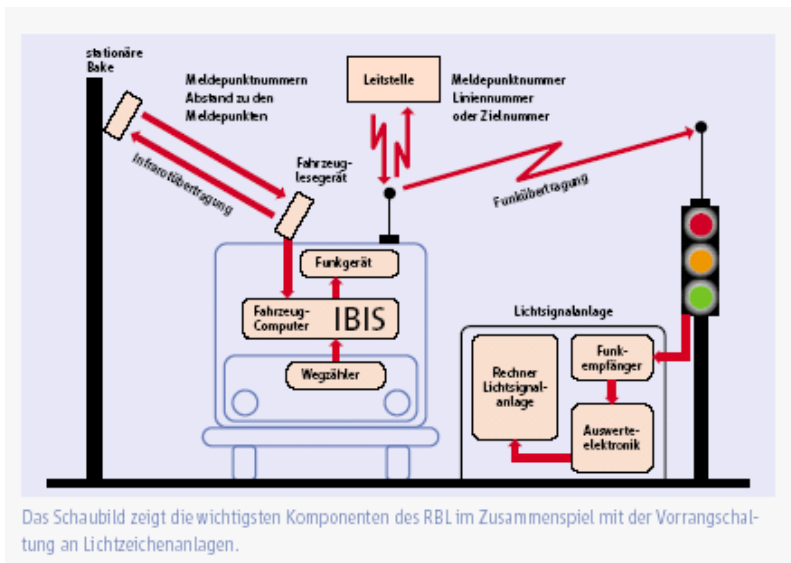 stationäre
Bake
Meldepunktnummern
Abstand zu den
Meldepunkten
Leitstelle
Meldepunktnummer
Liniennummer
oder Zielnummer
Infrarotübertragung
Fahrzeug-
lesegerät
Funkübertragung
Funkgerät
Fahrzeug-
Computer
IBIS
Wegzähler
Lichtsignalanlage
Rechner
Lichtsignal-
anlage
Funk-
empfänger
Auswerte-
elektronik
Das Schaubild zeigt die wichtigsten Komponenten des RBL im Zusammenspiel mit der Vorrangschal-
tung an Lichtzeichenanlagen.